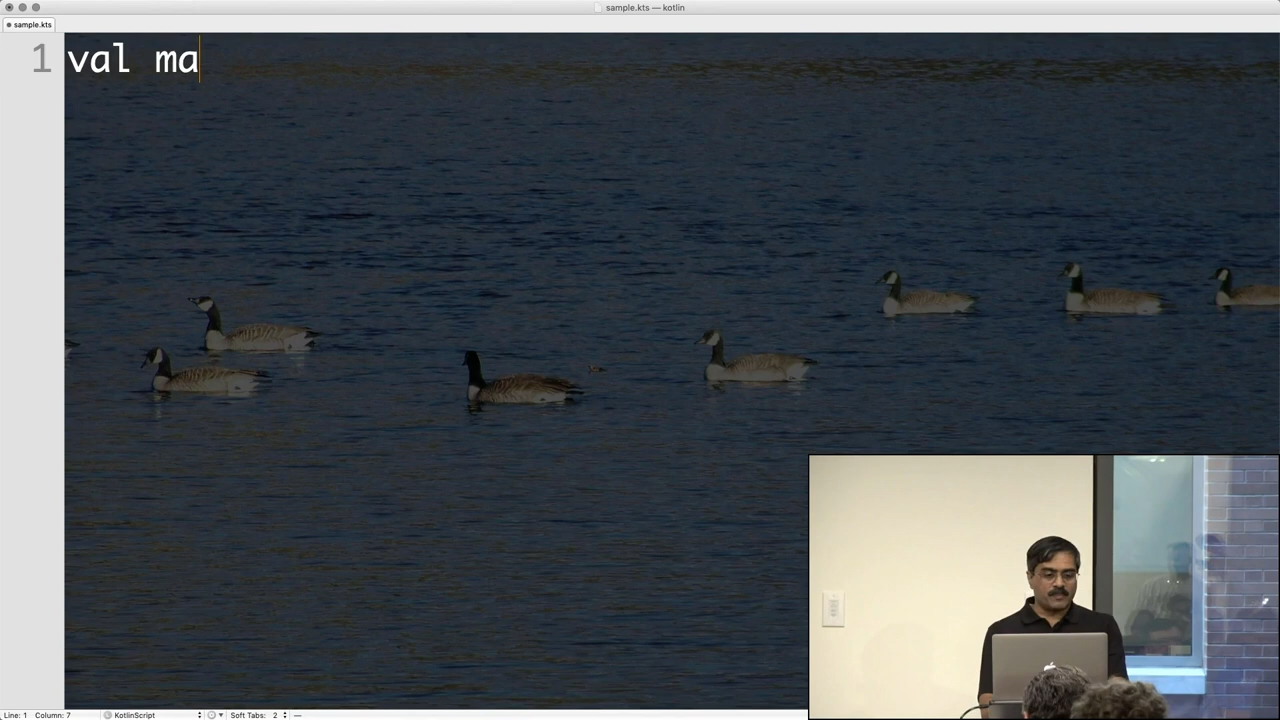 sample.kts — kotlin
sample.kts
1 val ma
Line: 1 Column: 7 KotlinScript Soft Tabs: 2 —